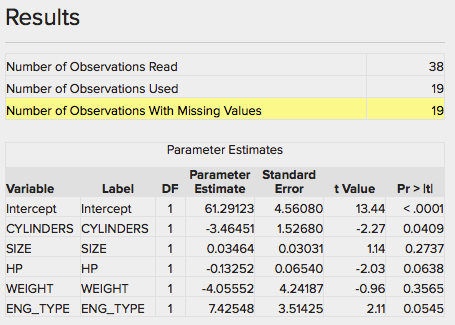 Results
Number of Observations Read 38
Number of Observations Used 19
Number of Observations With Missing Values 19
Parameter Estimates
Variable Label DF Parameter Estimate Standard Error t Value Pr > |t|
Intercept Intercept 1 61.29123 4.56080 13.44 <.0001
CYLINDERS CYLINDERS 1 -3.46451 1.52680 -2.27 0.0409
SIZE SIZE 1 0.03464 0.03031 1.14 0.2737
HP HP 1 -0.13252 0.06540 -2.03 0.0638
WEIGHT WEIGHT 1 -4.05552 4.24187 -0.96 0.3565
ENG_TYPE ENG_TYPE 1 7.42548 3.51425 2.11 0.0545